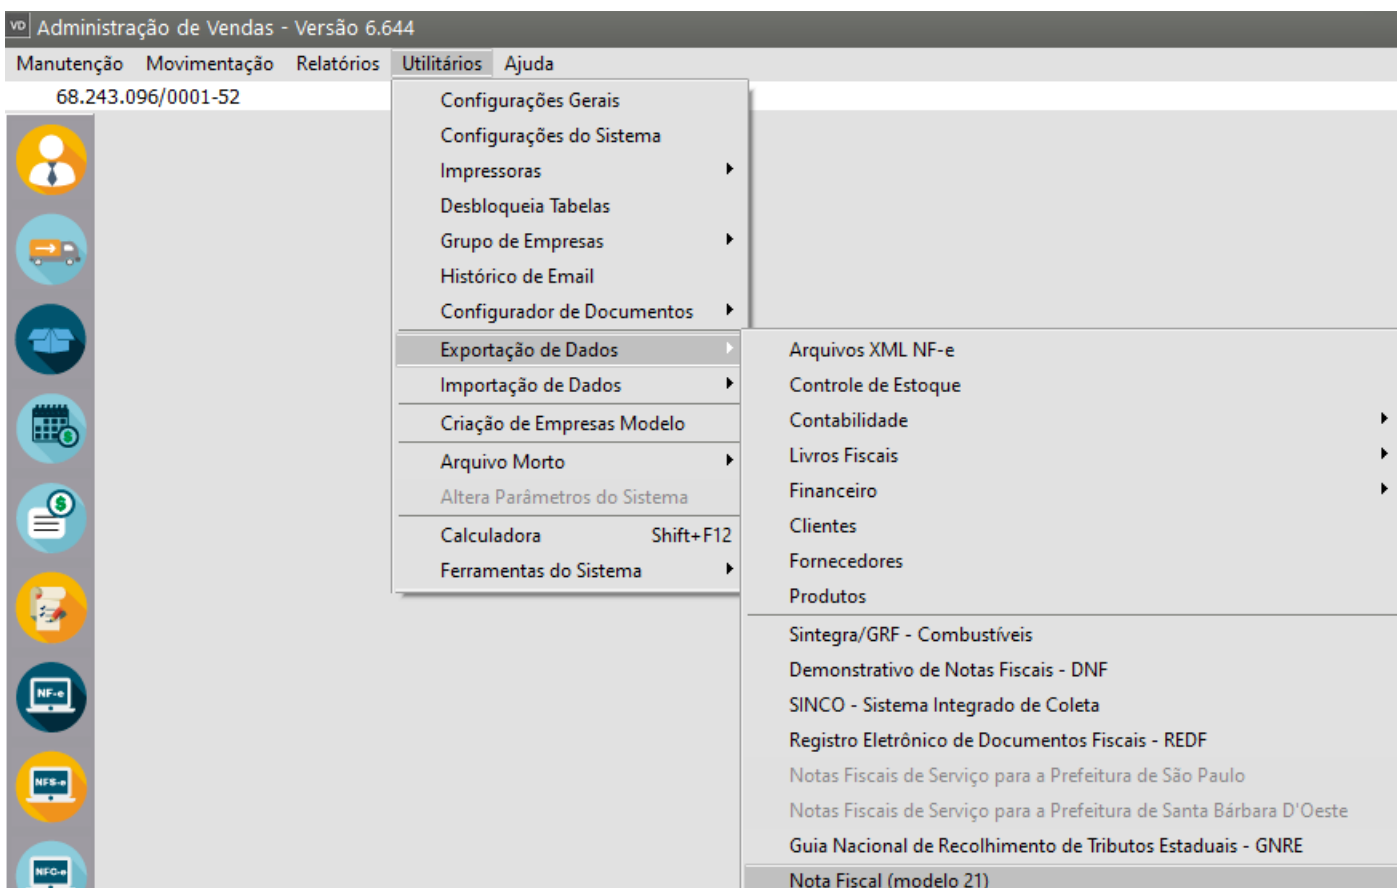 VD Administração de Vendas - Versão 6.644
Manutenção Movimentação Relatórios Utilitários Ajuda
68.243.096/0001-52
Configurações Gerais
Configurações do Sistema
Impressoras
Desbloqueia Tabelas
Grupo de Empresas
Histórico de Email
Configurador de Documentos
Exportação de Dados
Importação de Dados
Criação de Empresas Modelo
Arquivo Morto
Altera Parâmetros do Sistema
Calculadora Shift+F12
Ferramentas do Sistema
Arquivos XML NF-e
Controle de Estoque
Contabilidade
Livros Fiscais
Financeiro
Clientes
Fornecedores
Produtos
Sintegra/GRF - Combustíveis
Demonstrativo de Notas Fiscais - DNF
SINCO - Sistema Integrado de Coleta
Registro Eletrônico de Documentos Fiscais - REDF
Notas Fiscais de Serviço para a Prefeitura de São Paulo
Notas Fiscais de Serviço para a Prefeitura de Santa Bárbara D'Oeste
Guia Nacional de Recolhimento de Tributos Estaduais - GNRE
Nota Fiscal (modelo 21)
NF-e
NFS-e
NFC-e